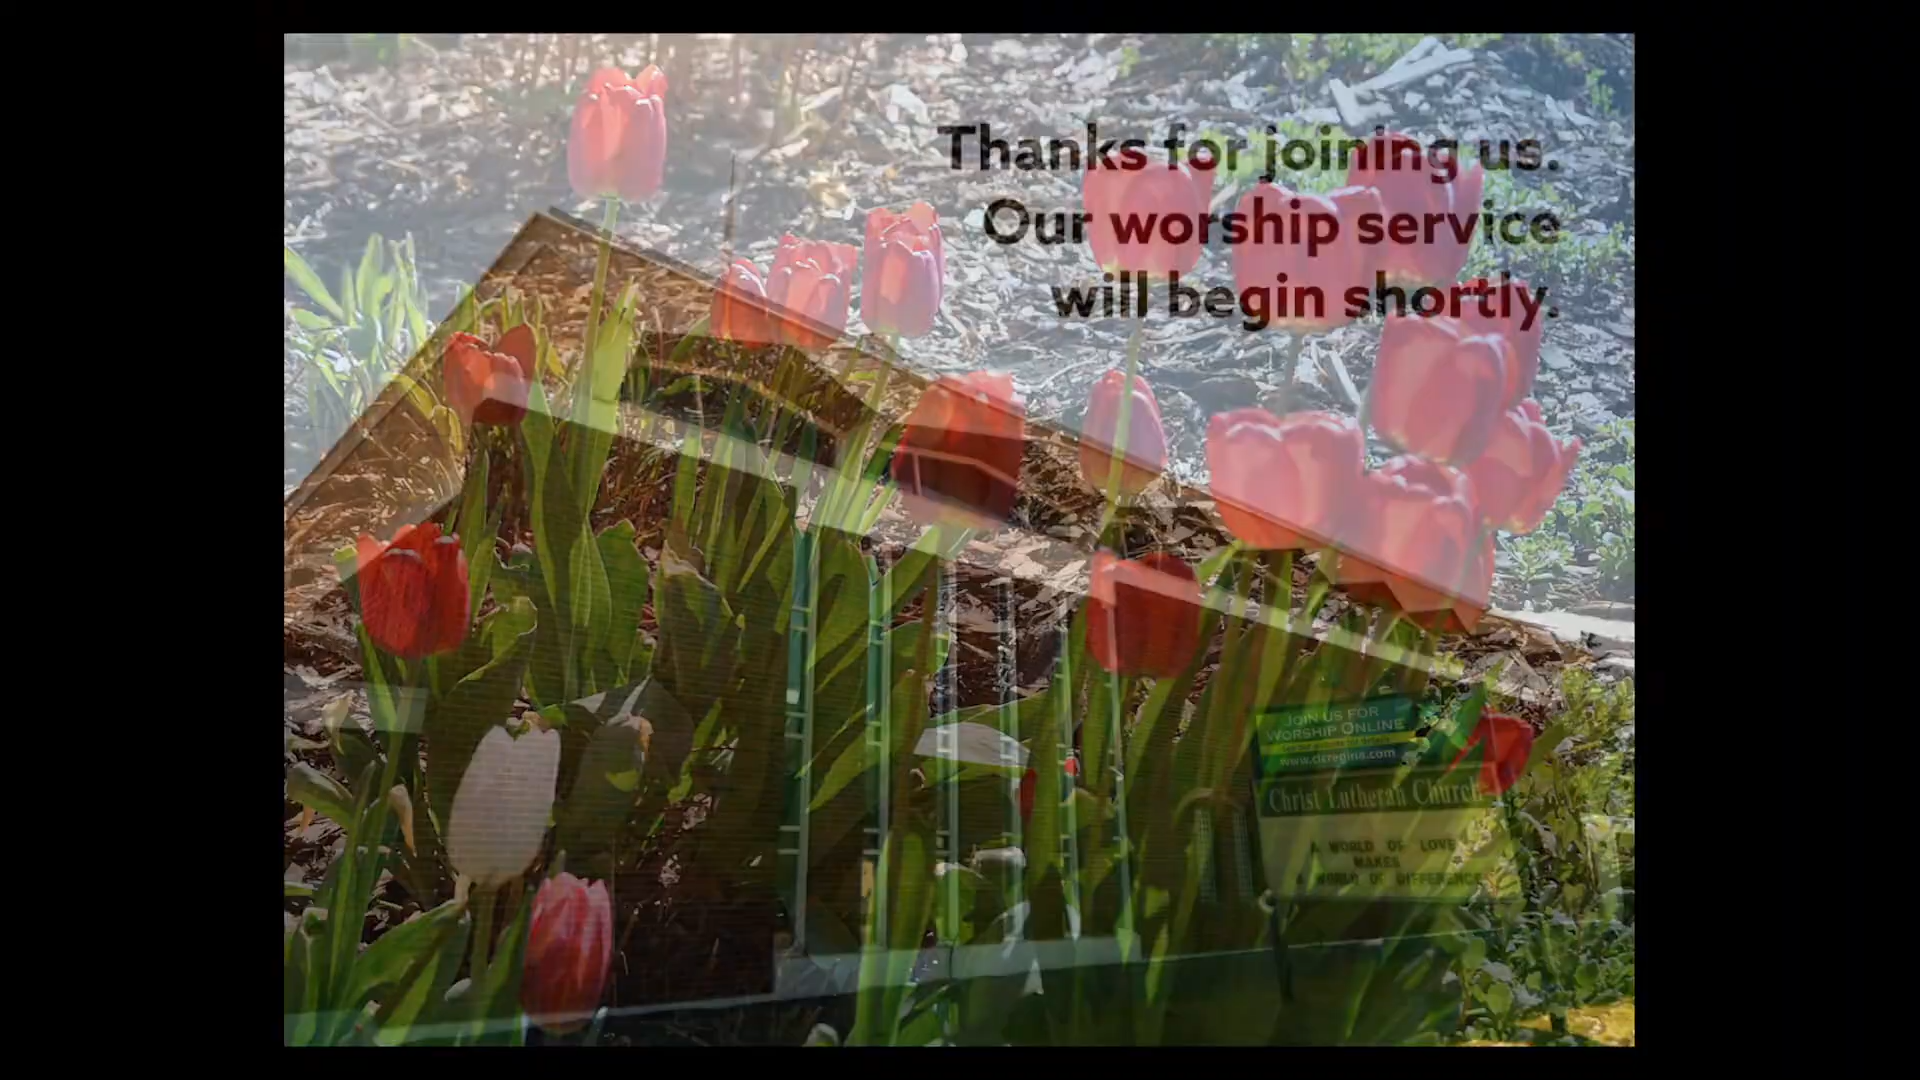 Thanks for joining us.
Our worship service
will begin shortly.
JOIN US FOR
WORSHIP ONLINE
www.clcregina.com
Christ Lutheran Church
A WORLD OF LOVE
MAKES
A WORLD OF DIFFERENCE